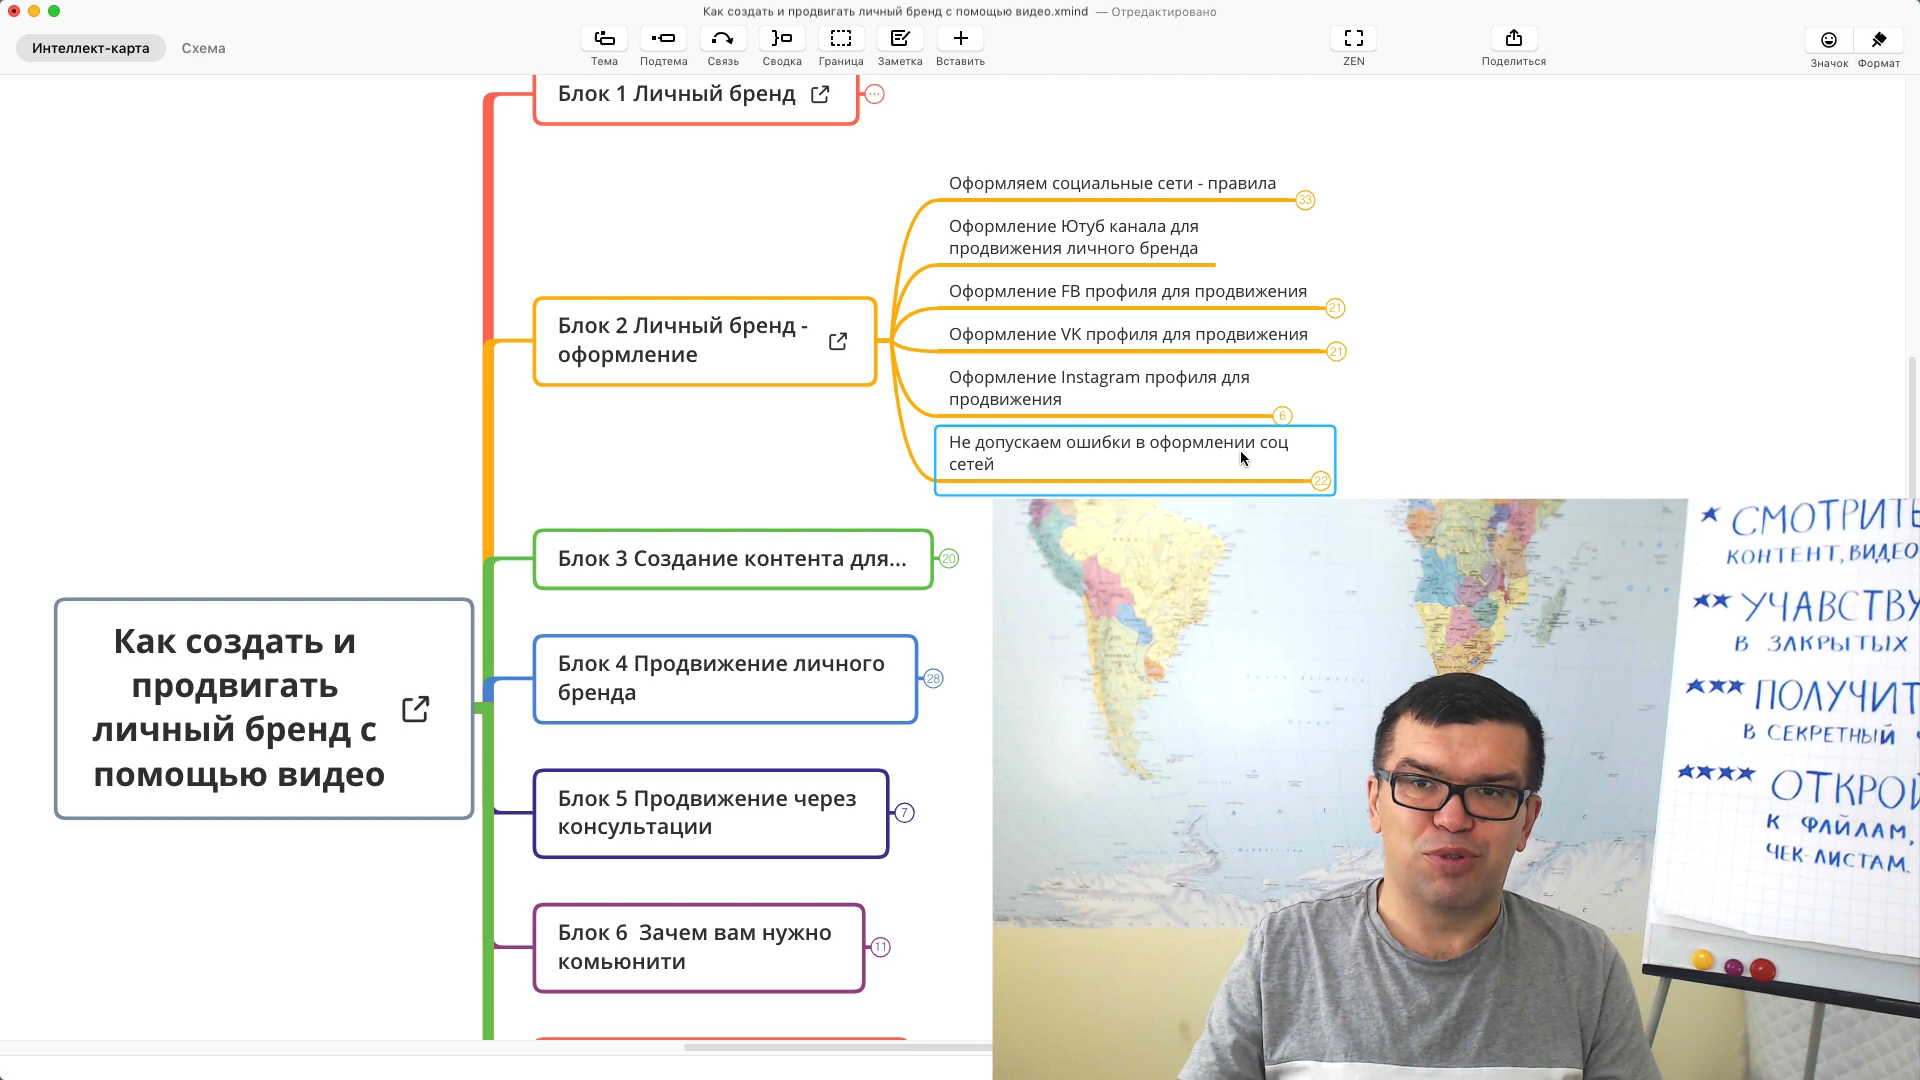 Как создать и продвигать личный бренд с помощью видео.xmind — Отредактировано
Интеллект-карта
Схема
Тема
Подтема
Связь
Сводка
Граница
Заметка
Вставить
ZEN
Поделиться
Значок
Формат
Блок 1 Личный бренд
Оформляем социальные сети - правила
33
Оформление Ютуб канала для
продвижения личного бренда
Оформление FB профиля для продвижения
21
Оформление VK профиля для продвижения
21
Оформление Instagram профиля для
продвижения
6
Не допускаем ошибки в оформлении соц
сетей
22
Блок 2 Личный бренд -
оформление
Блок 3 Создание контента для...
20
Блок 4 Продвижение личного
бренда
28
Блок 5 Продвижение через
консультации
7
Блок 6 Зачем вам нужно
комьюнити
11
Как создать и
продвигать
личный бренд с
помощью видео
СМОТРИТЕ
КОНТЕНТ, ВИДЕО
УЧАВСТВУ
В ЗАКРЫТЫХ
ПОЛУЧИТ
В СЕКРЕТНЫЙ
ОТКРОЙ
К ФАЙЛАМ,
ЧЕК-ЛИСТАМ.